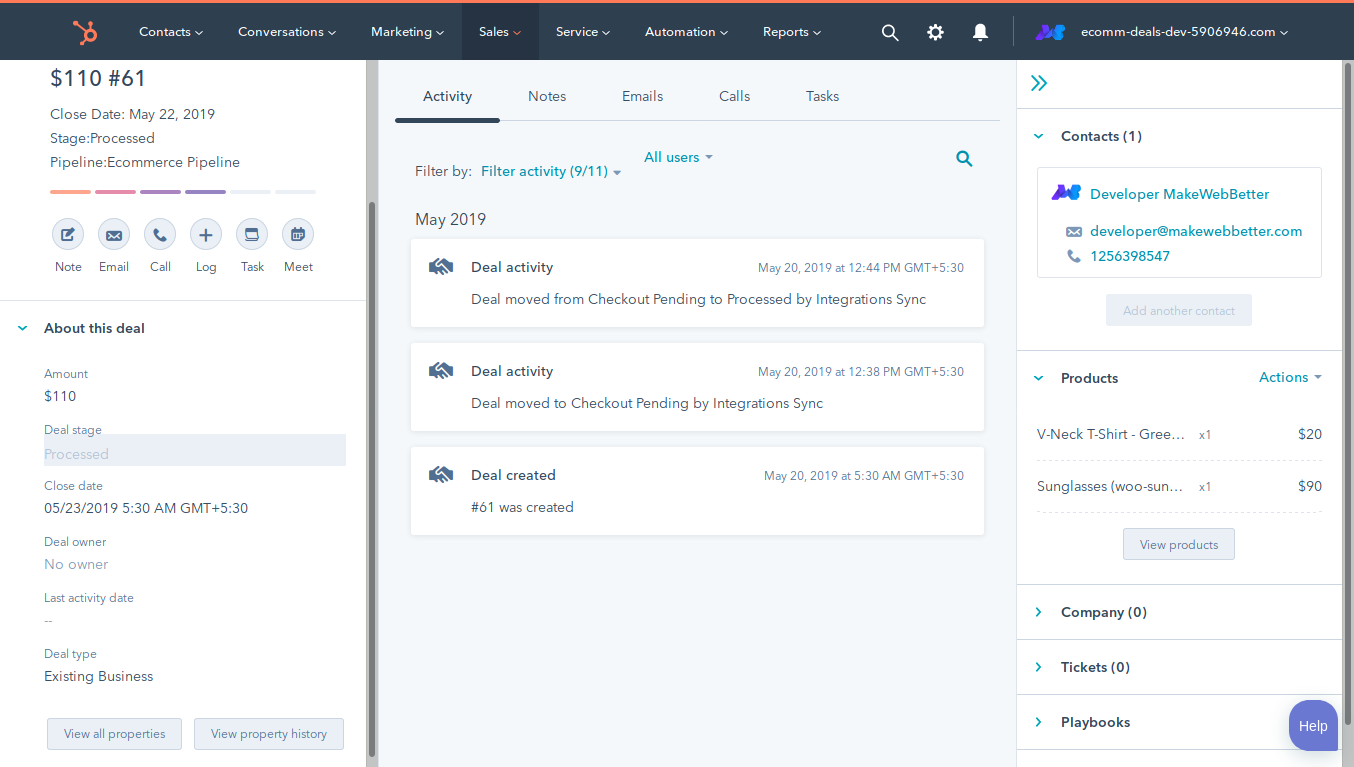 Contacts
Conversations
Marketing
Sales
Service
Automation
Reports
ecomm-deals-dev-5906946.com
$110 #61
Close Date: May 22, 2019
Stage:Processed
Pipeline:Ecommerce Pipeline
Note
Email
Call
Log
Task
Meet
About this deal
Amount
$110
Deal stage
Processed
Close date
05/23/2019 5:30 AM GMT+5:30
Deal owner
No owner
Last activity date
--
Deal type
Existing Business
View all properties
View property history
Activity
Notes
Emails
Calls
Tasks
Filter by:
Filter activity (9/11)
All users
May 2019
Deal activity
May 20, 2019 at 12:44 PM GMT+5:30
Deal moved from Checkout Pending to Processed by Integrations Sync
Deal activity
May 20, 2019 at 12:38 PM GMT+5:30
Deal moved to Checkout Pending by Integrations Sync
Deal created
May 20, 2019 at 5:30 AM GMT+5:30
#61 was created
Contacts (1)
Developer MakeWebBetter
developer@makewebbetter.com
1256398547
Add another contact
Products
Actions
V-Neck T-Shirt - Gree... x1 $20
Sunglasses (woo-sun... x1 $90
View products
Company (0)
Tickets (0)
Playbooks
Help